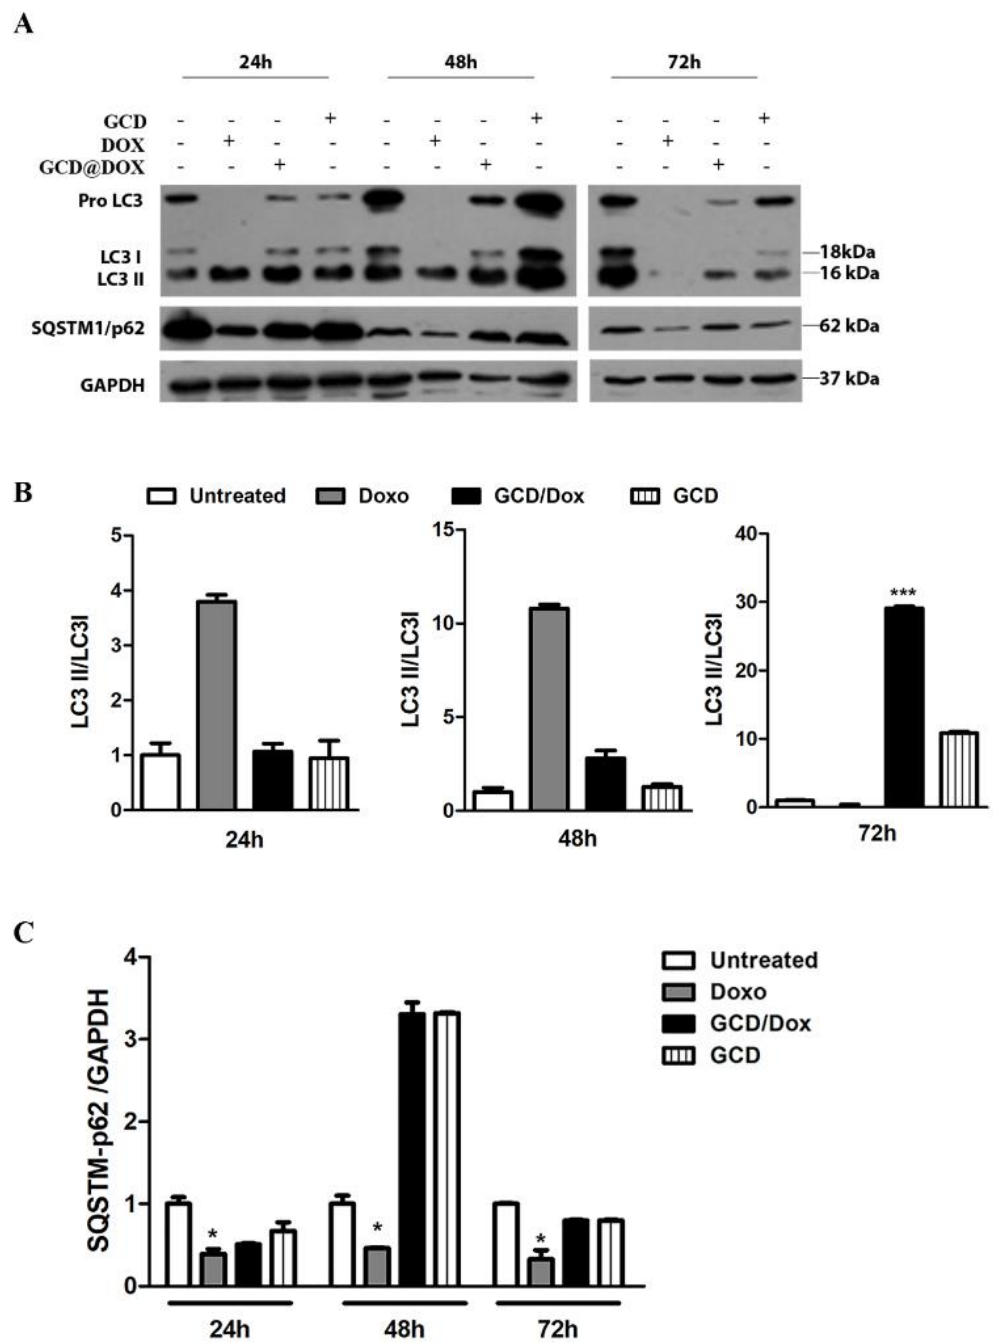 A
24h 48h 72h
GCD - - - + - - - + - - - +
DOX - + - - - + - - - + - -
GCD@DOX - - + - - - + - - - + -
Pro LC3
LC3 I 18kDa
LC3 II 16 kDa
SQSTM1/p62 62 kDa
GAPDH 37 kDa
B
Untreated Doxo GCD/Dox GCD
LC3 II/LC3I
5
4
3
2
1
0
24h
LC3 II/LC3I
15
10
5
0
48h
LC3 II/LC3I
40
30
20
10
0
***
72h
C
SQSTM-p62 /GAPDH
4
3
2
1
0
* * *
24h 48h 72h
Untreated
Doxo
GCD/Dox
GCD